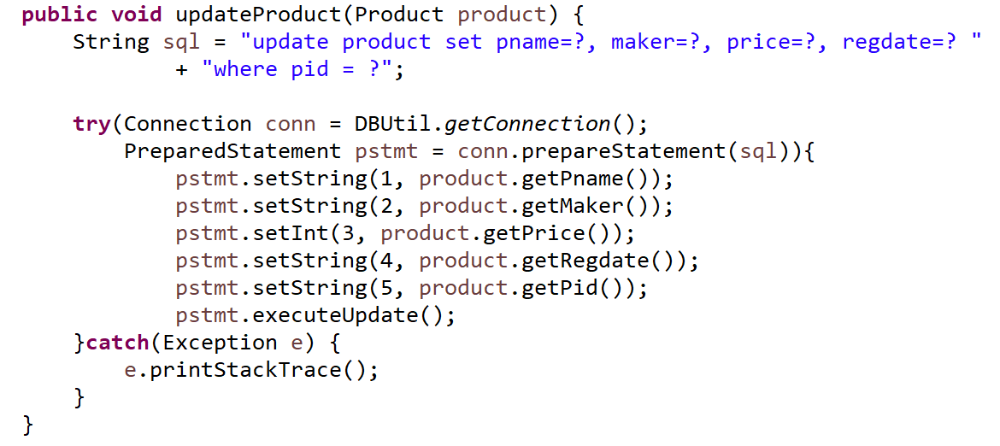 public void updateProduct(Product product) {
    String sql = "update product set pname=?, maker=?, price=?, regdate=? "
            + "where pid = ?";

    try(Connection conn = DBUtil.getConnection();
        PreparedStatement pstmt = conn.prepareStatement(sql)){
            pstmt.setString(1, product.getPname());
            pstmt.setString(2, product.getMaker());
            pstmt.setInt(3, product.getPrice());
            pstmt.setString(4, product.getRegdate());
            pstmt.setString(5, product.getPid());
            pstmt.executeUpdate();
    }catch(Exception e) {
        e.printStackTrace();
    }
}